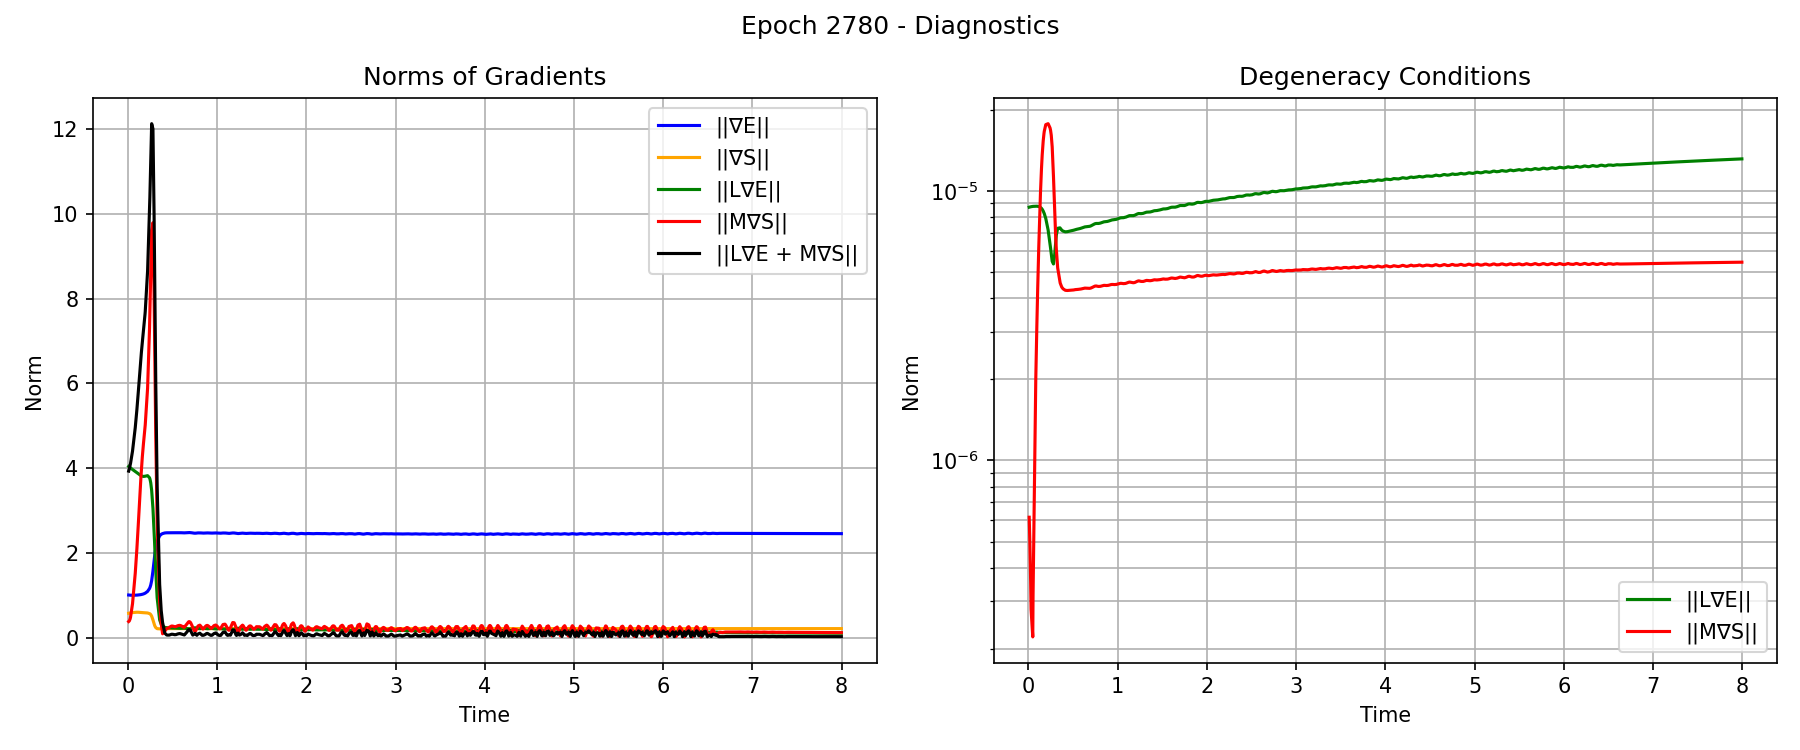 Epoch 2780 - Diagnostics
Norms of Gradients
Norm
12
10
8
6
4
2
0
0 1 2 3 4 5 6 7 8
Time
||∇E||
||∇S||
||L∇E||
||M∇S||
||L∇E + M∇S||
Degeneracy Conditions
Norm
10⁻⁵
10⁻⁶
0 1 2 3 4 5 6 7 8
Time
||L∇E||
||M∇S||